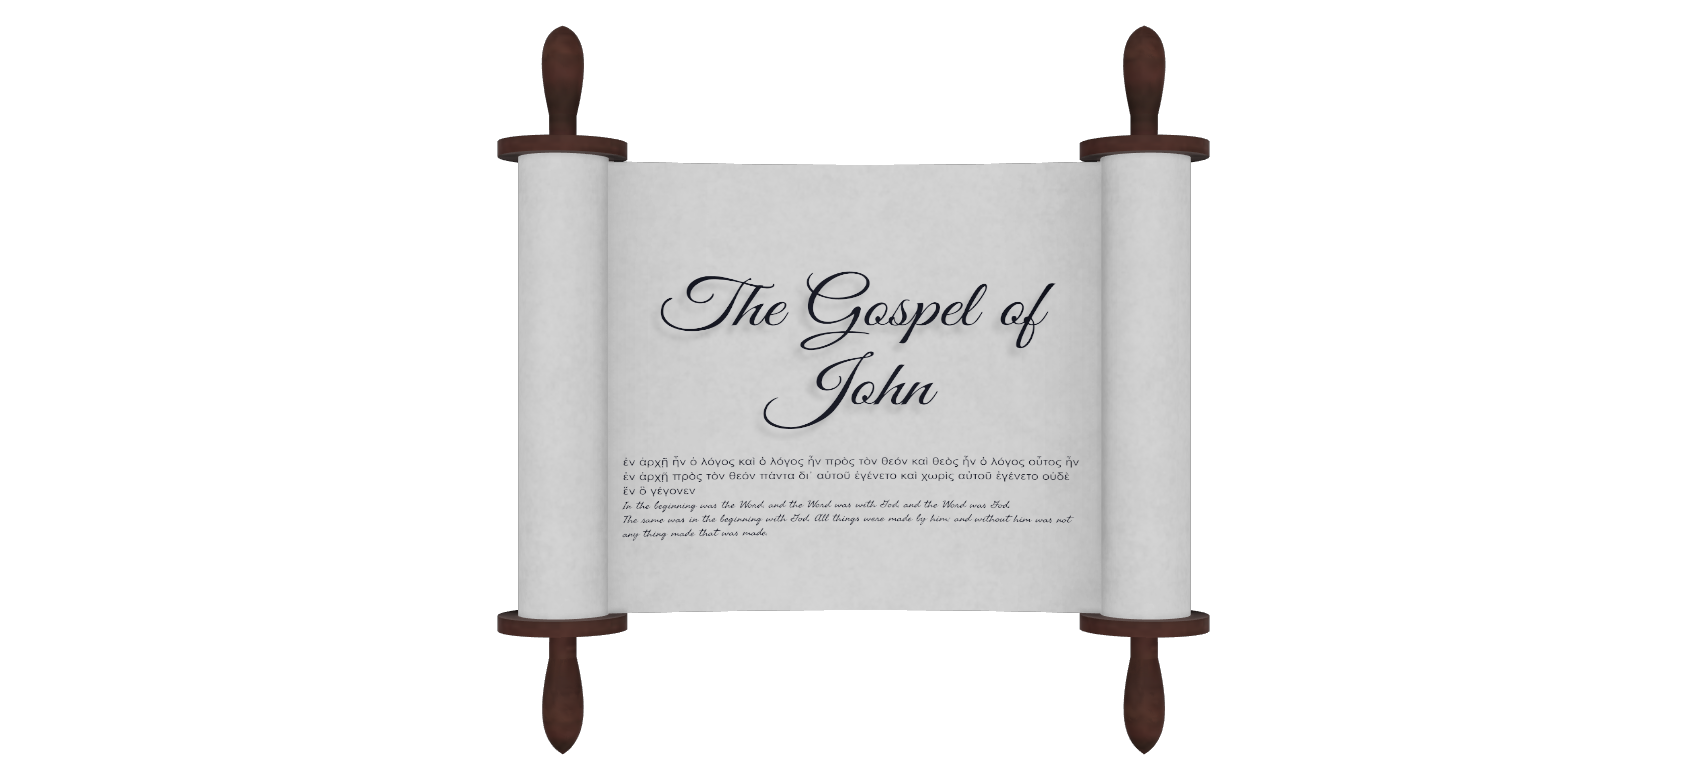 The Gospel of
John
ἐν ἀρχῇ ἦν ὁ λόγος καὶ ὁ λόγος ἦν πρὸς τὸν θεόν καὶ θεὸς ἦν ὁ λόγος οὗτος ἦν
ἐν ἀρχῇ πρὸς τὸν θεόν πάντα δι᾽ αὐτοῦ ἐγένετο καὶ χωρὶς αὐτοῦ ἐγένετο οὐδὲ
ἕν ὃ γέγονεν
In the beginning was the Word, and the Word was with God, and the Word was God.
The same was in the beginning with God. All things were made by him; and without him was not
any thing made that was made.